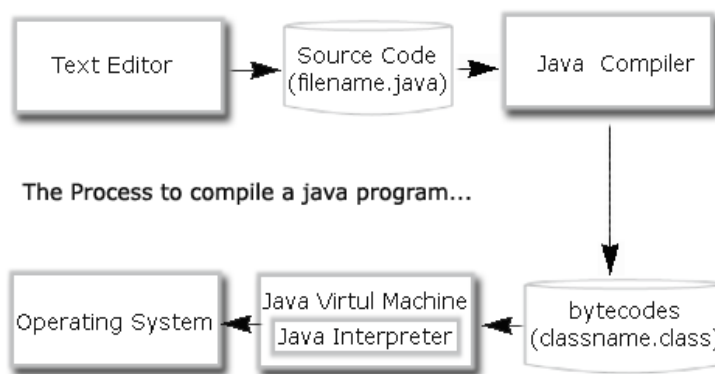 Text Editor
Source Code
(filename.java)
Java Compiler
The Process to compile a java program...
Operating System
Java Virtul Machine
Java Interpreter
bytecodes
(classname.class)